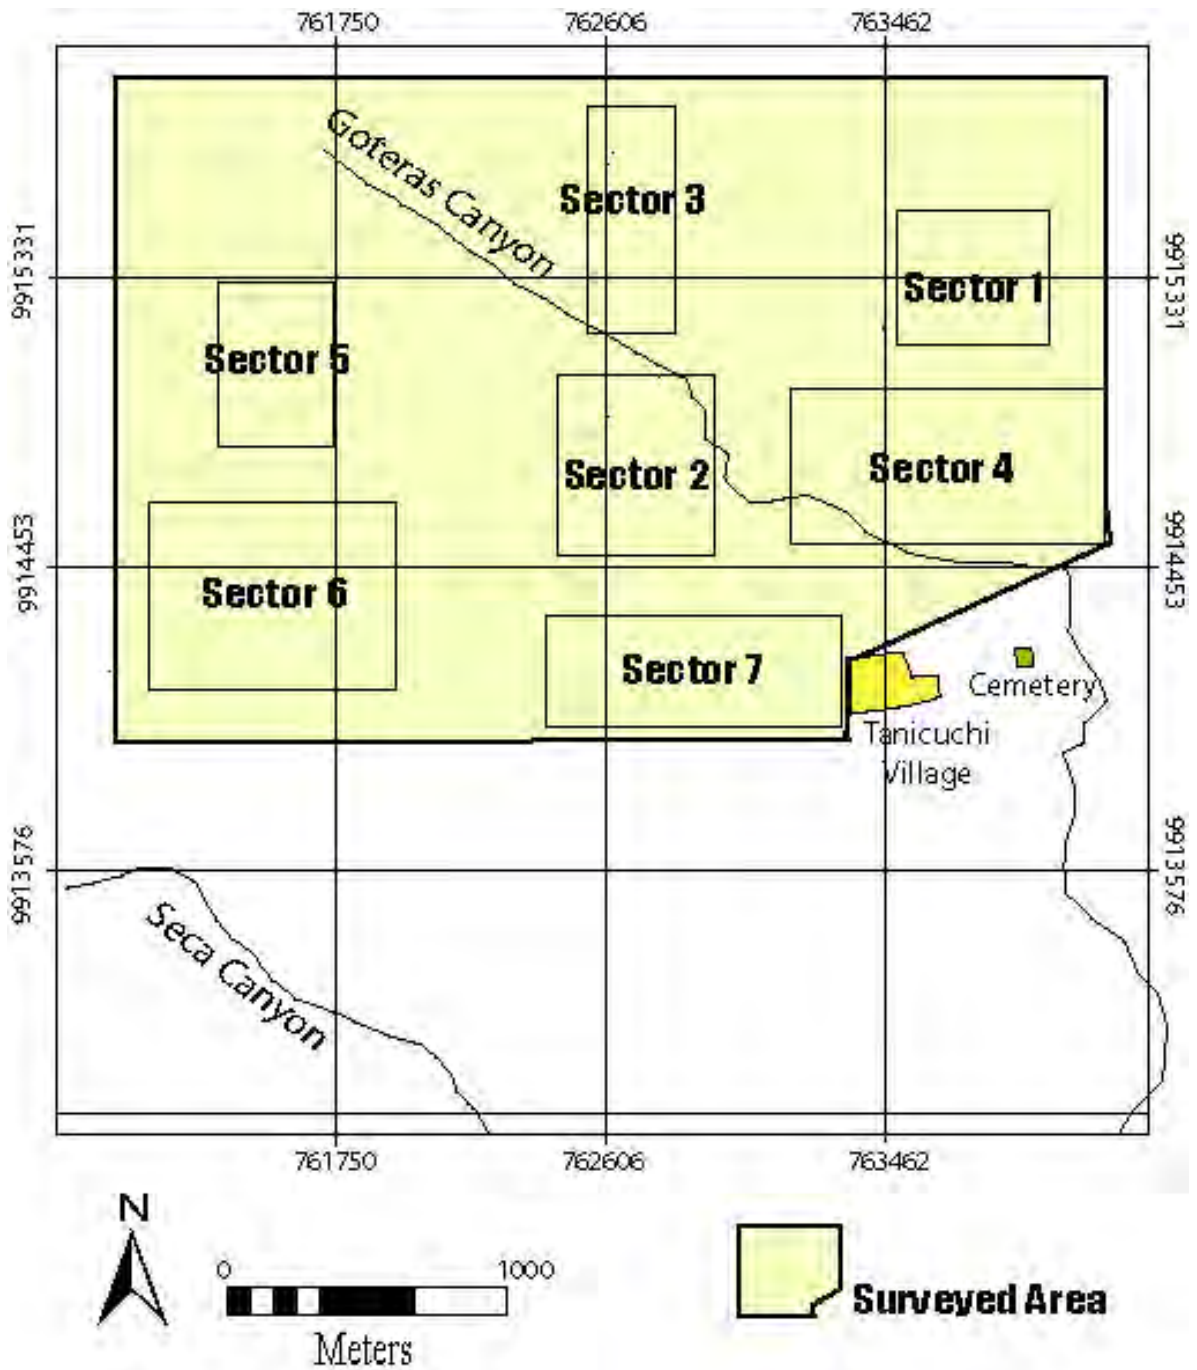 761750 762606 763462
Goteras Canyon
Sector 3
9915331
9915331
Sector 1
Sector 5
Sector 2
Sector 4
9914453
9914453
Sector 6
Sector 7
Cemetery
Tanicuchi
Village
9913576
9913576
Seca Canyon
761750 762606 763462
N
0 1000
Meters
Surveyed Area